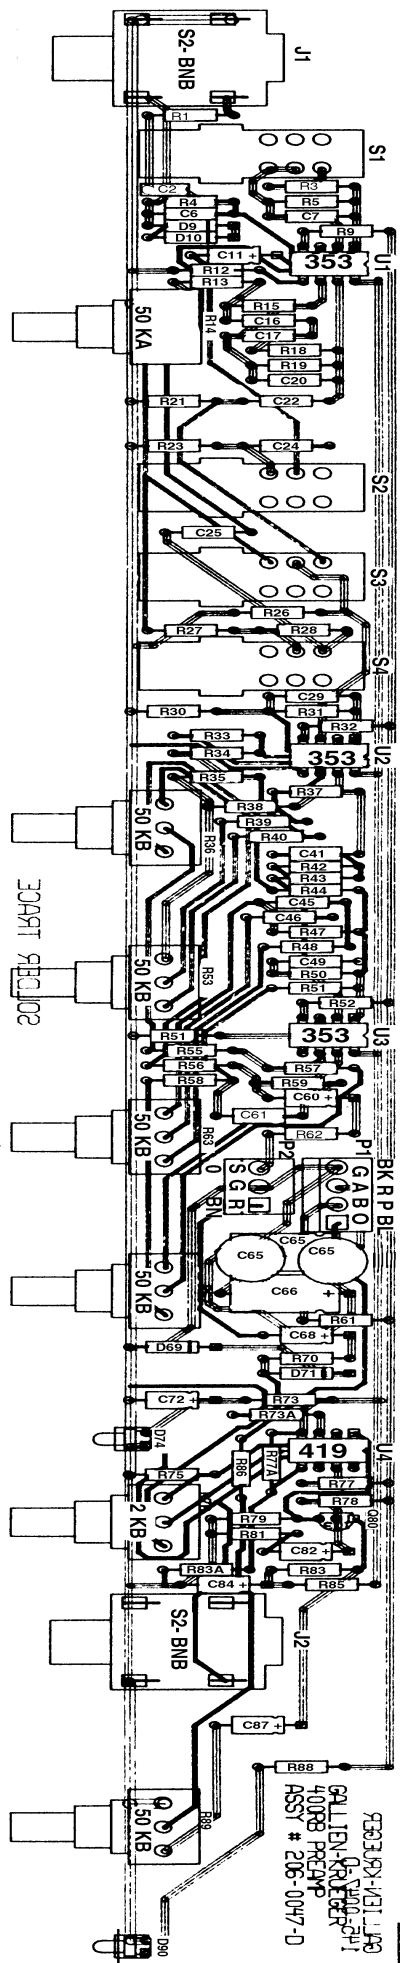 J1
S2- BNB
R1
S1
R3
C2
R4
R5
C6
C7
D9
R9
D10
U1
C11 +
353
R12
R13
50 KA
R14
R15
C16
C17
R18
R19
C20
R21
C22
R23
C24
S2
C25
S3
R26
R27
R28
S4
C29
R30
R31
R32
R33
U2
R34
353
R35
R37
50 KB
R36
R38
R39
R40
C41
R42
R43
R44
C45
C46
R47
R48
C49
R50
R51
50 KB
R53
R52
SOLDER TRACE
R51
353
U3
R55
R56
R57
R58
R59
C60 +
C61
50 KB
R63
R62
P2
P1
BK R P BL
G A B O
S G R
O
BN
C65
C65
C65
C66
+
50 KB
R61
C68 +
D69
R70
D71
C72 +
R73
R73A
D74
419
U4
R75
R86
R77A
R77
R78
Q80
2 KB
R79
R81
C82 +
R83A
R83
C84 +
R85
S2- BNB
J2
C87 +
R88
50 KB
R89
GALLIEN-KRUEGER
GALLIEN-KRUEGER
400RB PREAMP
ASSY # 206-0047-D
D90